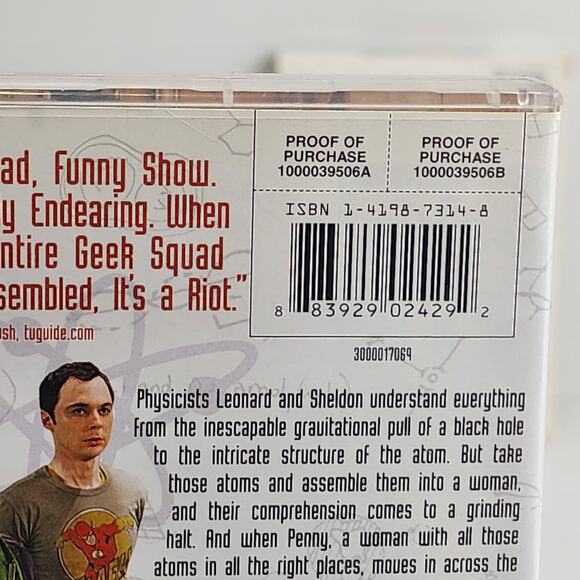 PROOF OF
PURCHASE
1000039506A
PROOF OF
PURCHASE
1000039506B
ISBN 1-4198-7314-8
8 83929 02429 2
3000017064
ad, Funny Show.
y Endearing. When
ntire Geek Squad
sembled, It's a Riot."
ush, tvguide.com
Physicists Leonard and Sheldon understand everything
from the inescapable gravitational pull of a black hole
to the intricate structure of the atom. But take
those atoms and assemble them into a woman,
and their comprehension comes to a grinding
halt. And when Penny, a woman with all those
atoms in all the right places, moves in across the